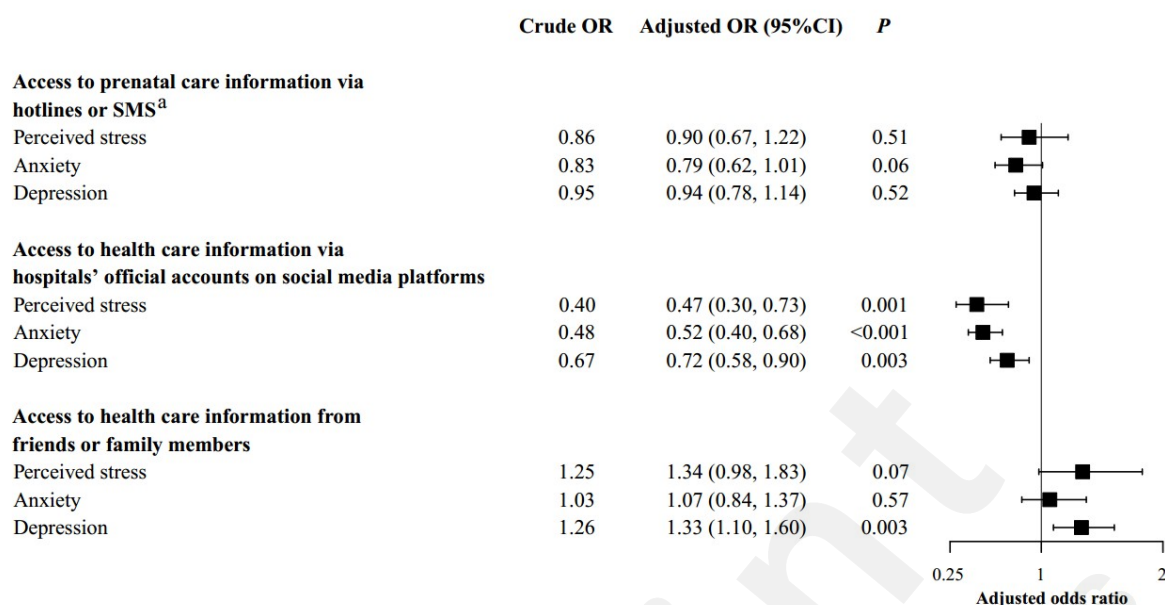 Crude OR Adjusted OR (95%CI) P
Access to prenatal care information via
hotlines or SMSa
Perceived stress 0.86 0.90 (0.67, 1.22) 0.51
Anxiety 0.83 0.79 (0.62, 1.01) 0.06
Depression 0.95 0.94 (0.78, 1.14) 0.52
Access to health care information via
hospitals’ official accounts on social media platforms
Perceived stress 0.40 0.47 (0.30, 0.73) 0.001
Anxiety 0.48 0.52 (0.40, 0.68) <0.001
Depression 0.67 0.72 (0.58, 0.90) 0.003
Access to health care information from
friends or family members
Perceived stress 1.25 1.34 (0.98, 1.83) 0.07
Anxiety 1.03 1.07 (0.84, 1.37) 0.57
Depression 1.26 1.33 (1.10, 1.60) 0.003
0.25 1 2
Adjusted odds ratio